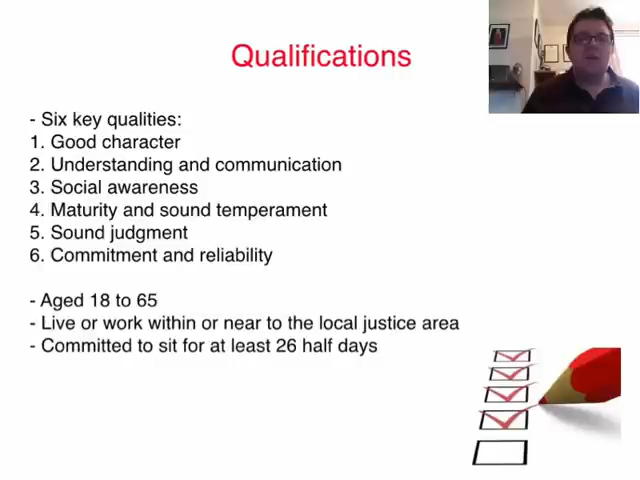 Qualifications
- Six key qualities:
1. Good character
2. Understanding and communication
3. Social awareness
4. Maturity and sound temperament
5. Sound judgment
6. Commitment and reliability
- Aged 18 to 65
- Live or work within or near to the local justice area
- Committed to sit for at least 26 half days